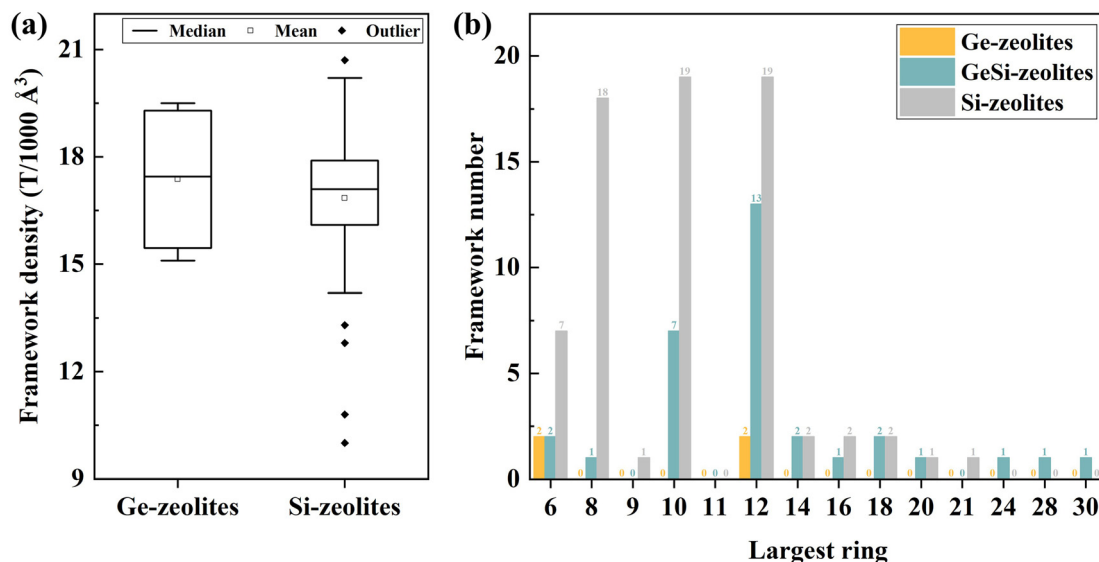 (a)
Median Mean Outlier
Framework density (T/1000 Å³)
21
18
15
12
9
Ge-zeolites Si-zeolites
(b)
Ge-zeolites
GeSi-zeolites
Si-zeolites
Framework number
20
15
10
5
0
2 2 7
0 1 18
0 0 1
0 7 19
0 0 0
2 13 19
0 2 2
0 1 2
0 2 2
0 1 1
0 0 1
0 1 0
0 1 0
0 1 0
6 8 9 10 11 12 14 16 18 20 21 24 28 30
Largest ring